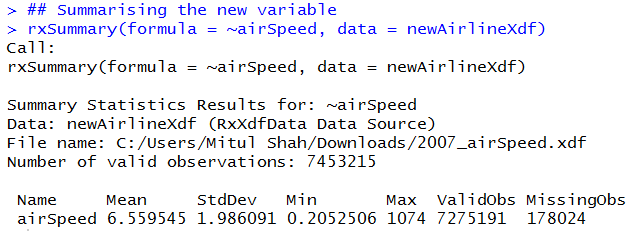 > ## Summarising the new variable
> rxSummary(formula = ~airSpeed, data = newAirlineXdf)
Call:
rxSummary(formula = ~airSpeed, data = newAirlineXdf)
Summary Statistics Results for: ~airSpeed
Data: newAirlineXdf (RxXdfData Data Source)
File name: C:/Users/Mitul Shah/Downloads/2007_airSpeed.xdf
Number of valid observations: 7453215
Name Mean StdDev Min Max ValidObs MissingObs
airSpeed 6.559545 1.986091 0.2052506 1074 7275191 178024